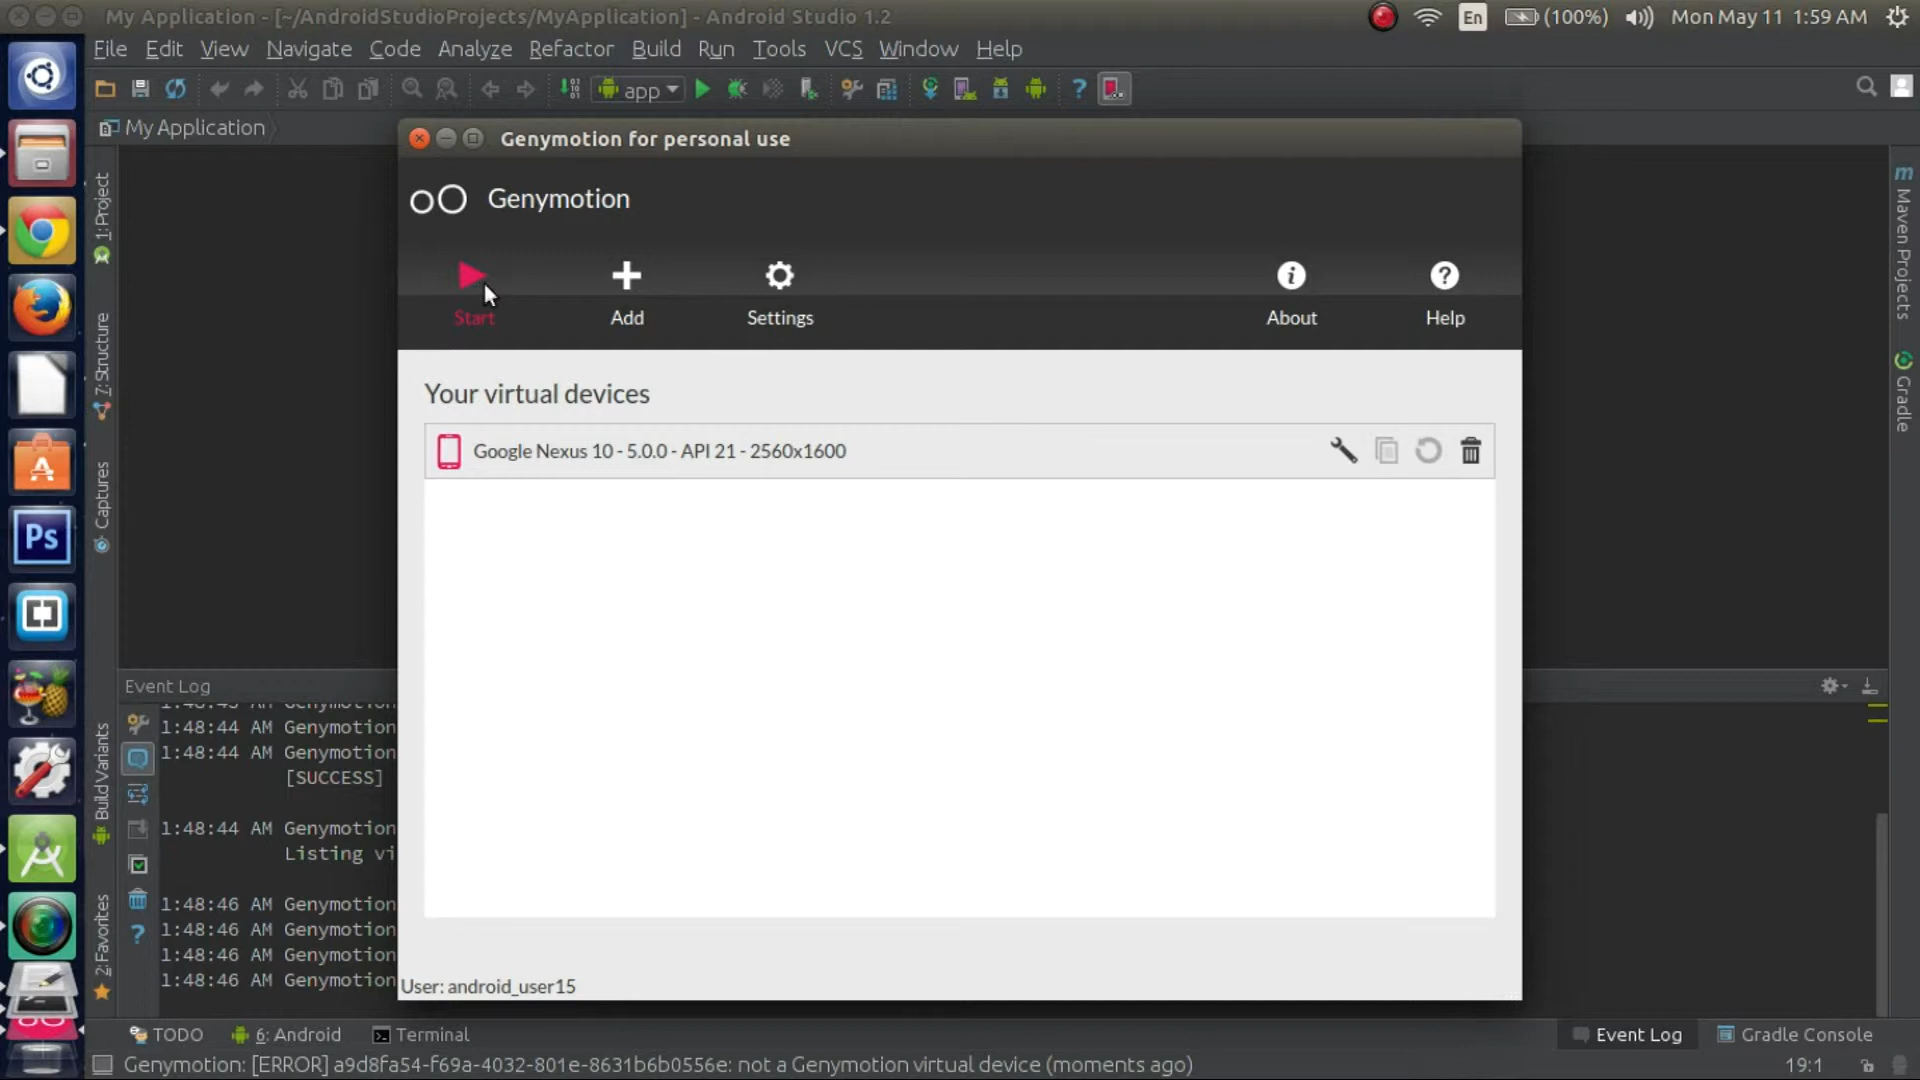 My Application - [~/AndroidStudioProjects/MyApplication] - Android Studio 1.2
En (100%) Mon May 11 1:59 AM
File Edit View Navigate Code Analyze Refactor Build Run Tools VCS Window Help
app
My Application
Genymotion for personal use
Genymotion
Start Add Settings About Help
Your virtual devices
Google Nexus 10 - 5.0.0 - API 21 - 2560x1600
User: android_user15
1: Project
7: Structure
Captures
Build Variants
2: Favorites
Ps
Maven Projects
Gradle
Event Log
1:48:44 AM Genymotion
1:48:44 AM Genymotion
[SUCCESS]
1:48:44 AM Genymotion
Listing vi
1:48:46 AM Genymotion
1:48:46 AM Genymotion
1:48:46 AM Genymotion
1:48:46 AM Genymotion
TODO 6: Android Terminal Event Log Gradle Console
Genymotion: [ERROR] a9d8fa54-f69a-4032-801e-8631b6b0556e: not a Genymotion virtual device (moments ago) 19:1